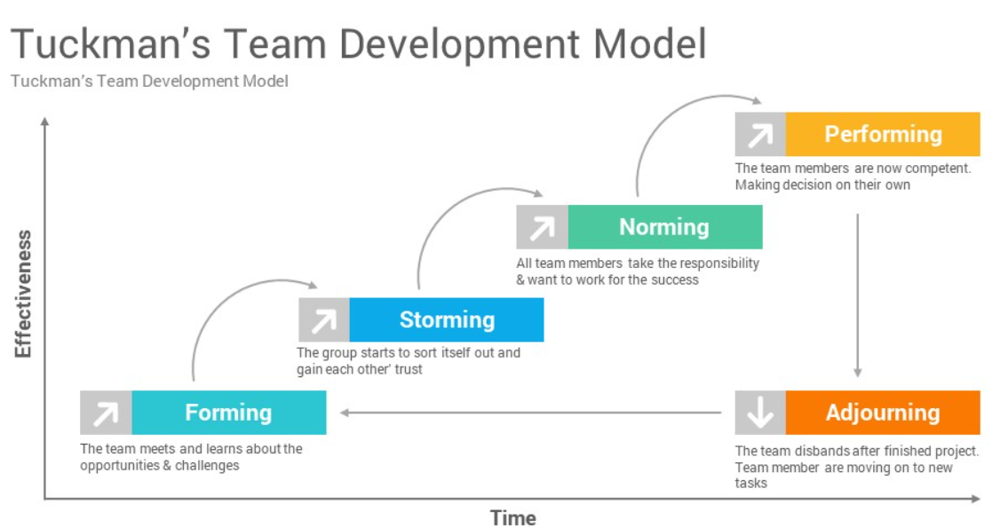 Tuckman's Team Development Model
Tuckman's Team Development Model
Effectiveness
Performing
The team members are now competent.
Making decision on their own
Norming
All team members take the responsibility
& want to work for the success
Storming
The group starts to sort itself out and
gain each other' trust
Forming
The team meets and learns about the
opportunities & challenges
Adjourning
The team disbands after finished project.
Team member are moving on to new
tasks
Time